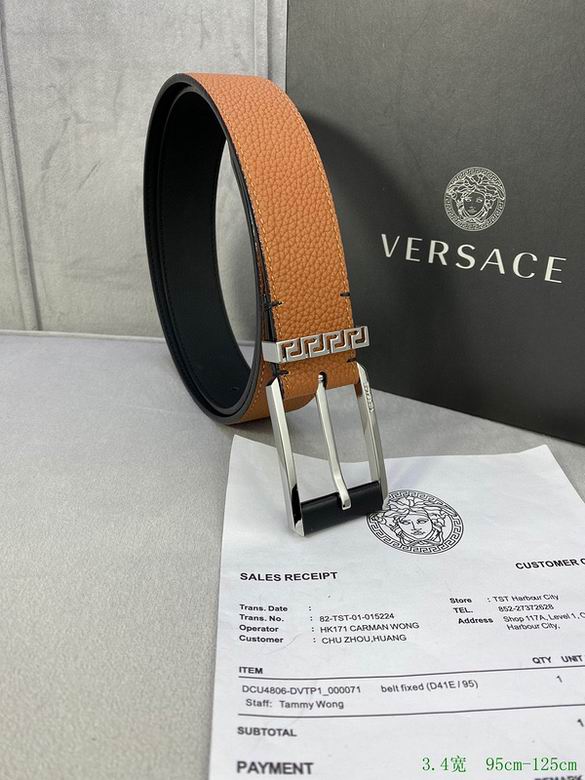 VERSACE
SALES RECEIPT
CUSTOMER
Trans. Date :
Trans. No. : 82-TST-01-015224
Operator : HK171 CARMAN WONG
Customer : CHU ZHOU,HUANG
Store : TST Harbour City
TEL. 852-27372628
Address Shop 117A, Level 1,
Harbour City,
ITEM QTY UNIT
DCU4806-DVTP1_000071 belt fixed (D41E / 95) 1
Staff: Tammy Wong
SUBTOTAL
PAYMENT
3.4宽 95cm-125cm